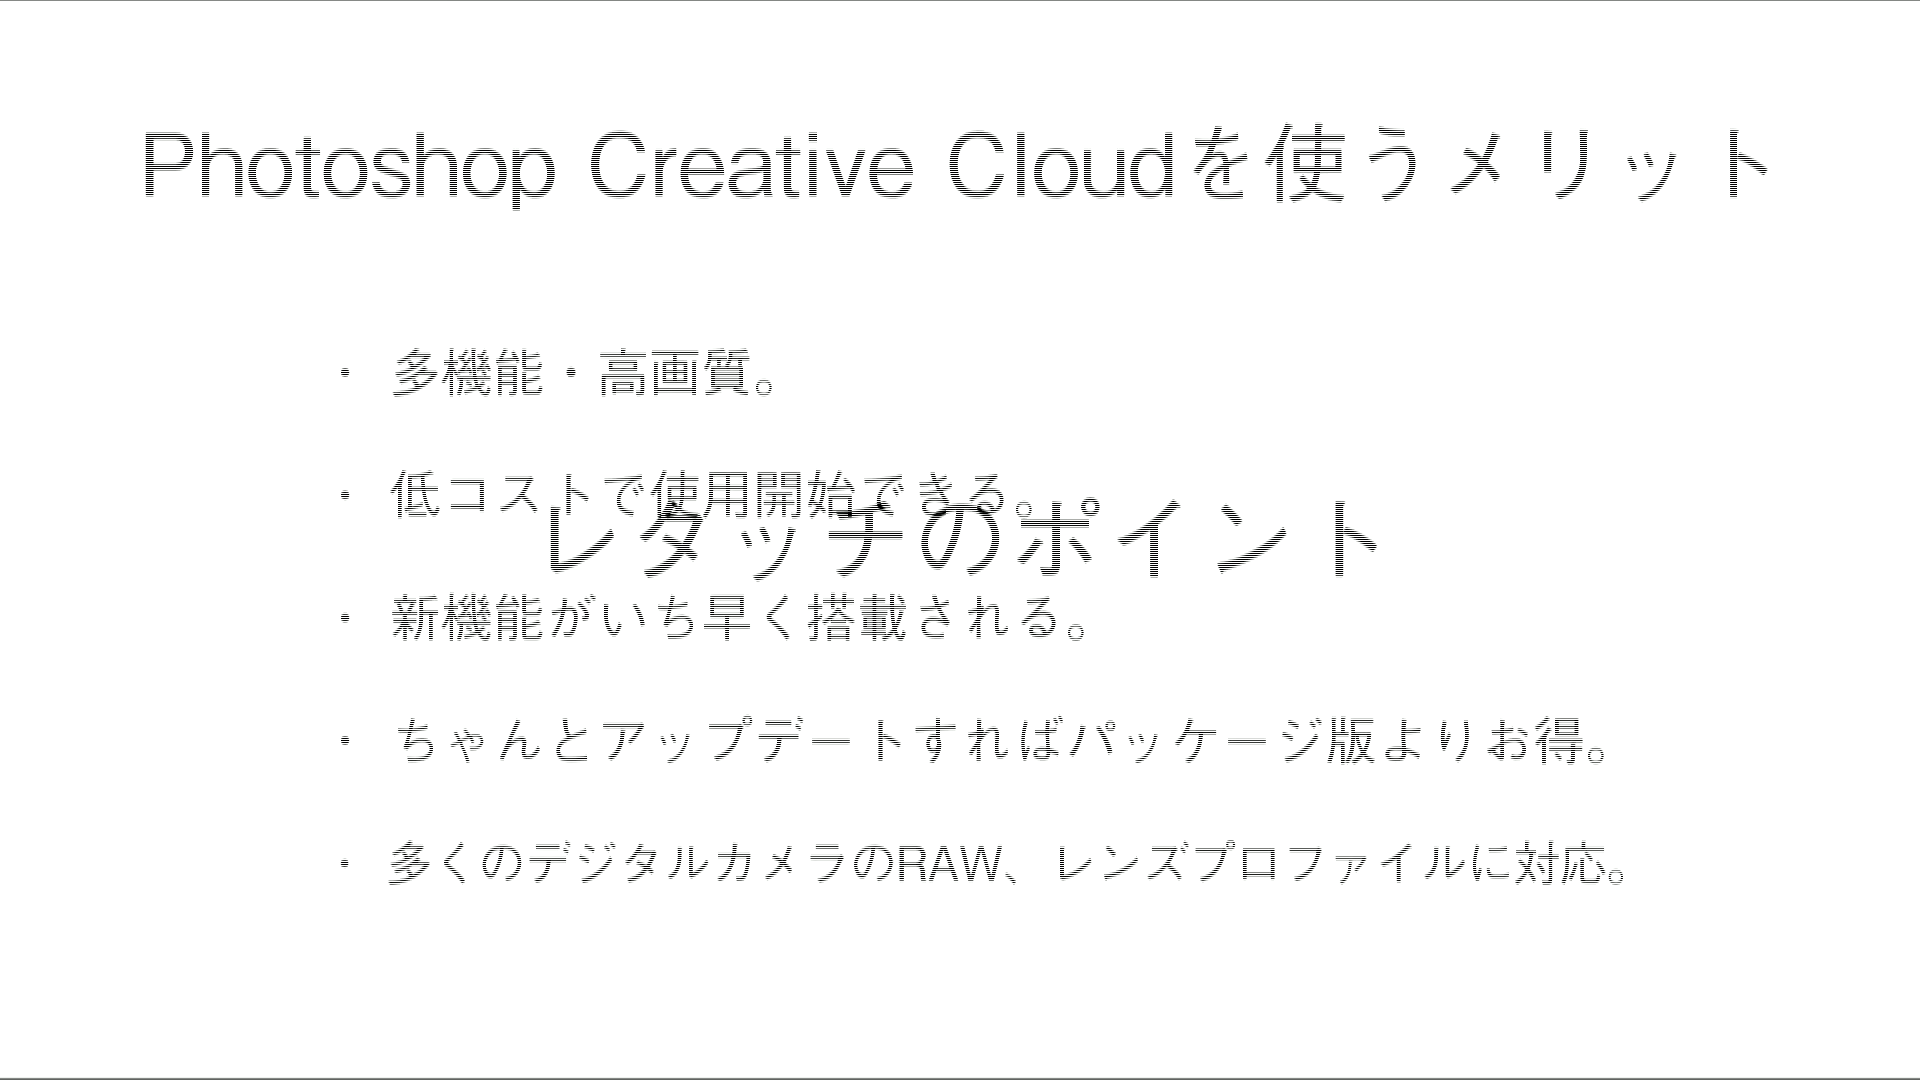 Photoshop Creative Cloudを使うメリット
・ 多機能・高画質。
・ 低コストで使用開始できる。
レタッチのポイント
・ 新機能がいち早く搭載される。
・ ちゃんとアップデートすればパッケージ版よりお得。
・ 多くのデジタルカメラのRAW、レンズプロファイルに対応。